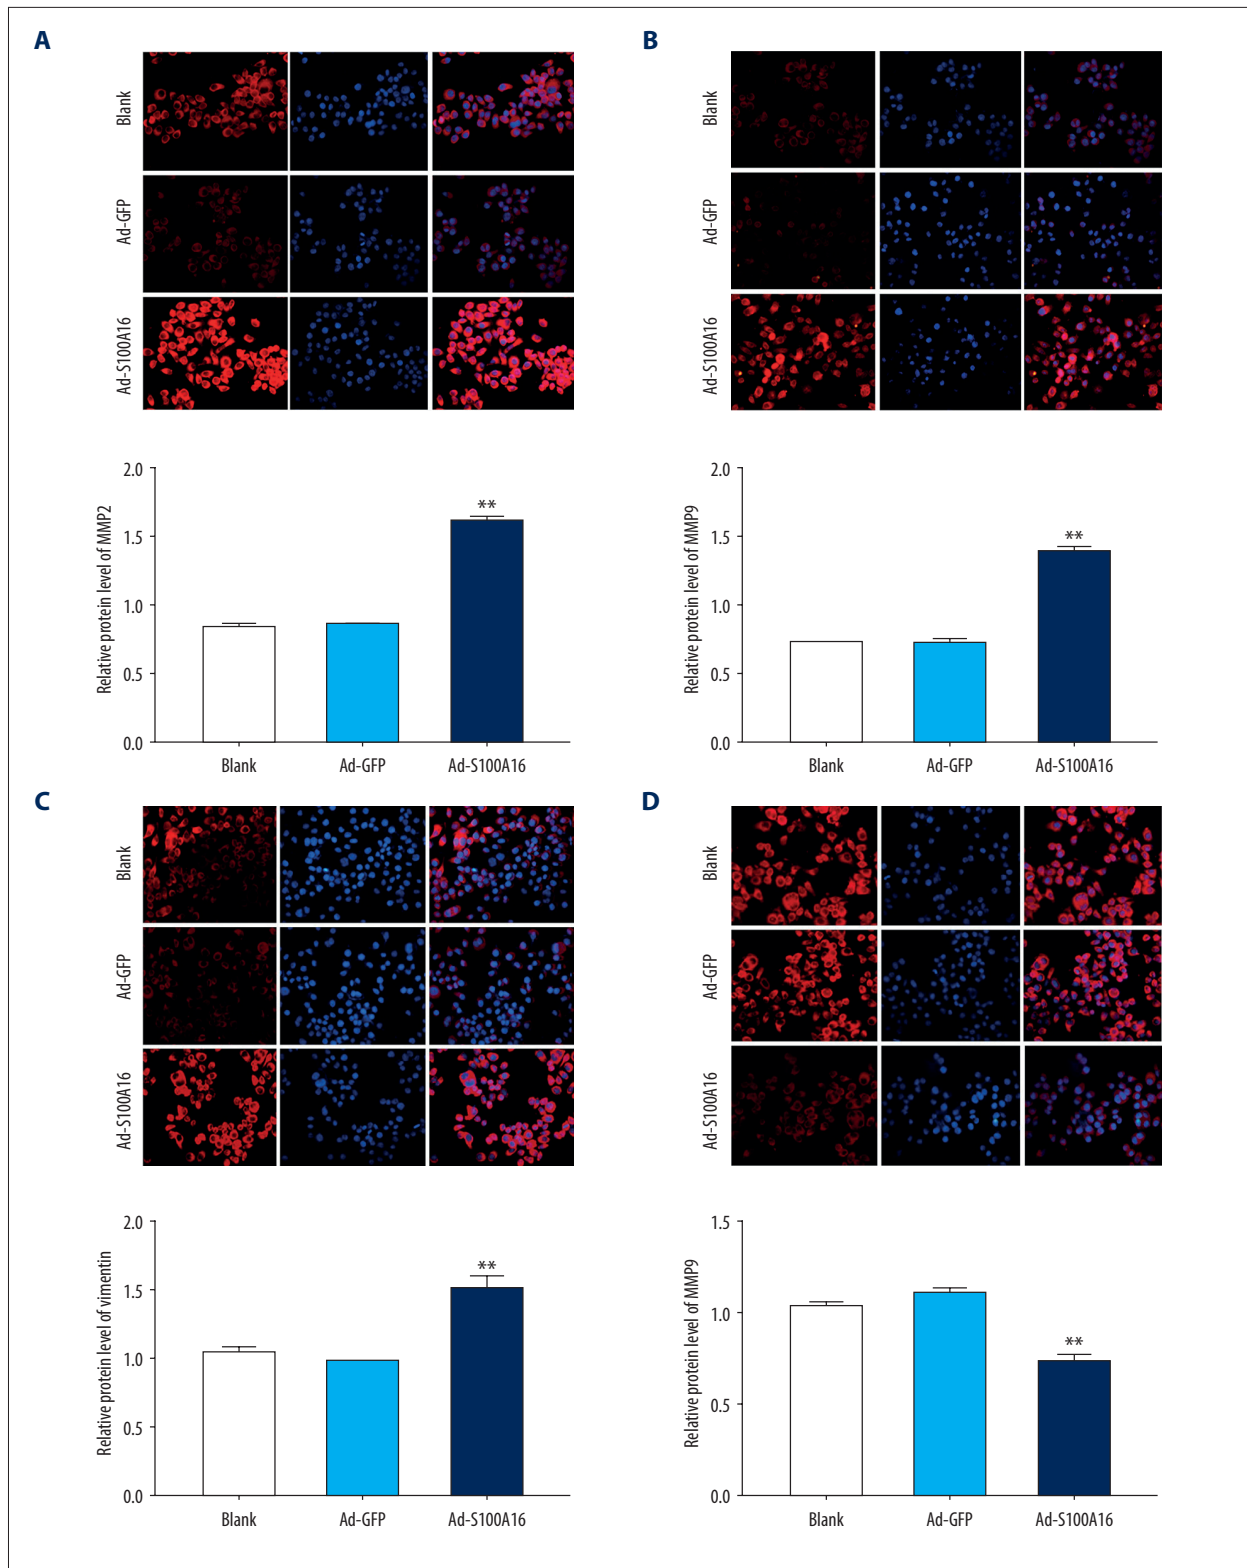 A
Blank
Ad-GFP
Ad-S100A16
Relative protein level of MMP2
2.0
1.5
1.0
0.5
0.0
**
Blank
Ad-GFP
Ad-S100A16
B
Blank
Ad-GFP
Ad-S100A16
Relative protein level of MMP9
2.0
1.5
1.0
0.5
0.0
**
Blank
Ad-GFP
Ad-S100A16
C
Blank
Ad-GFP
Ad-S100A16
Relative protein level of vimentin
2.0
1.5
1.0
0.5
0.0
**
Blank
Ad-GFP
Ad-S100A16
D
Blank
Ad-GFP
Ad-S100A16
Relative protein level of MMP9
1.5
1.0
0.5
0.0
**
Blank
Ad-GFP
Ad-S100A16